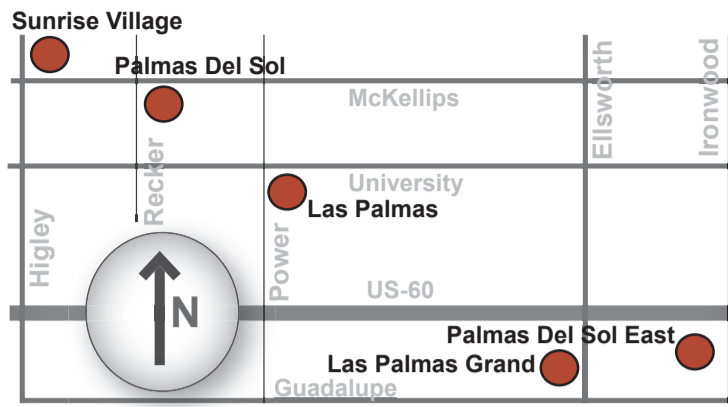 Sunrise Village
Palmas Del Sol
McKellips
Ellsworth
Ironwood
Recker
University
Las Palmas
Higley
Power
US-60
N
Palmas Del Sol East
Las Palmas Grand
Guadalupe